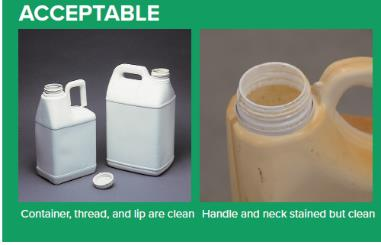 ACCEPTABLE
Container, thread, and lip are clean
Handle and neck stained but clean